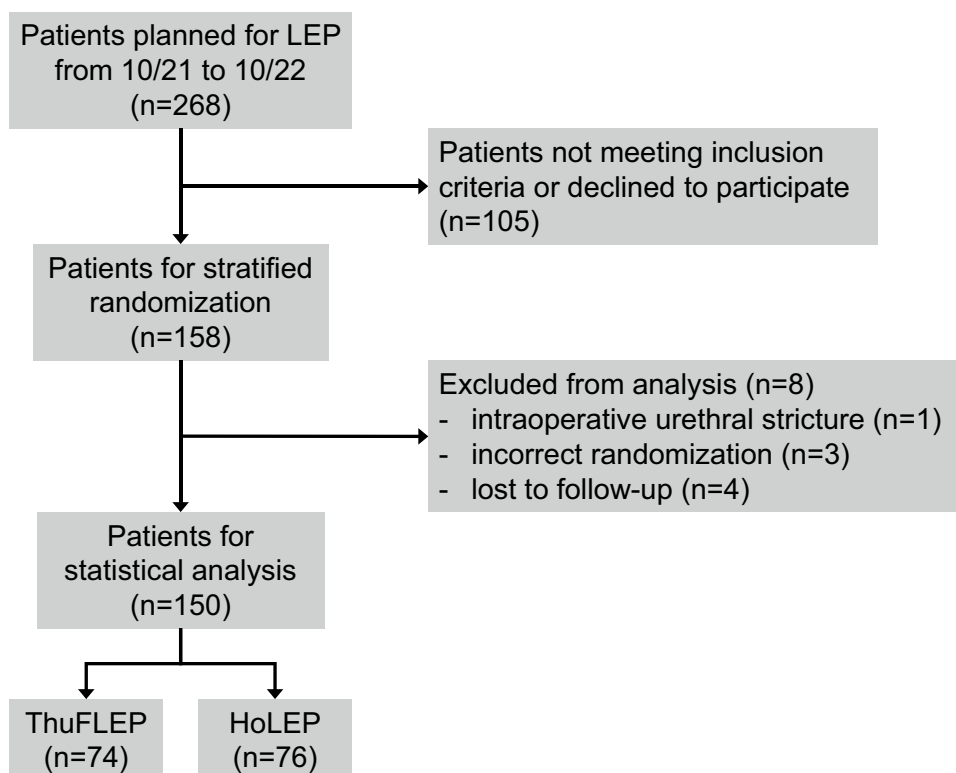 Patients planned for LEP
from 10/21 to 10/22
(n=268)
Patients not meeting inclusion
criteria or declined to participate
(n=105)
Patients for stratified
randomization
(n=158)
Excluded from analysis (n=8)
- intraoperative urethral stricture (n=1)
- incorrect randomization (n=3)
- lost to follow-up (n=4)
Patients for
statistical analysis
(n=150)
ThuFLEP
(n=74)
HoLEP
(n=76)